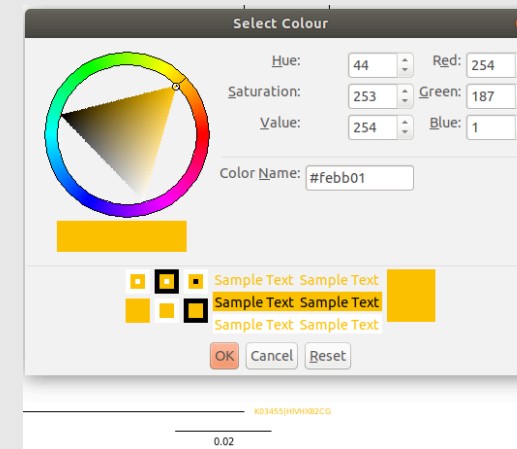 Select Colour
Hue: 44 Red: 254
Saturation: 253 Green: 187
Value: 254 Blue: 1
Color Name: #febb01
Sample Text Sample Text
Sample Text Sample Text
Sample Text Sample Text
OK Cancel Reset
K03455|HIVHXB2CG
0.02